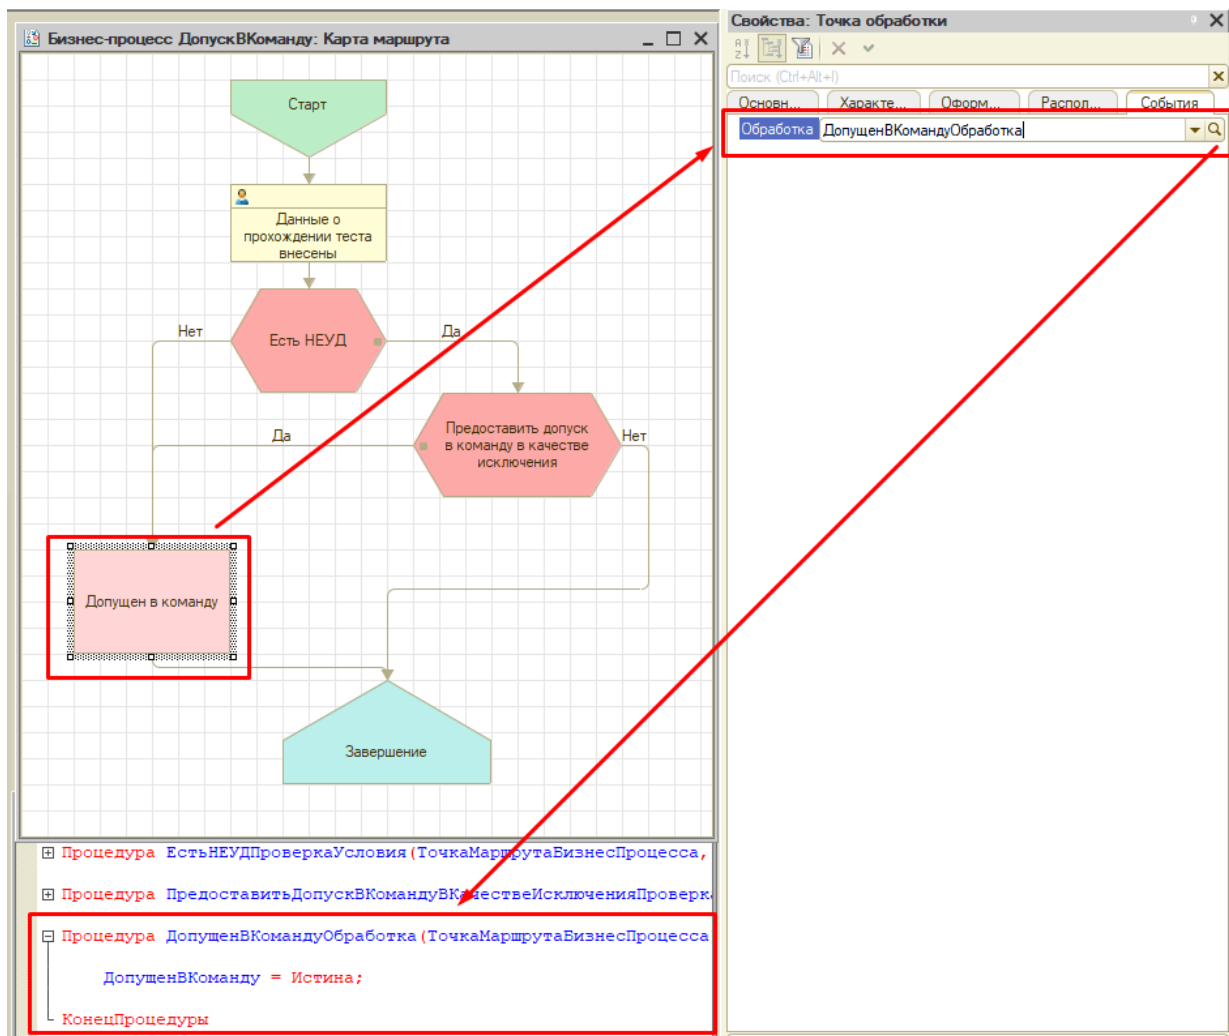 Бизнес-процесс ДопускВКоманду: Карта маршрута
Старт
Данные о
прохождении теста
внесены
Нет
Есть НЕУД
Да
Предоставить допуск
в команду в качестве
исключения
Да
Нет
Допущен в команду
Завершение
Процедура ЕстьНЕУДПроверкаУсловия(ТочкаМаршрутаБизнесПроцесса,
Процедура ПредоставитьДопускВКомандуВКачествеИсключенияПроверк
Процедура ДопущенВКомандуОбработка(ТочкаМаршрутаБизнесПроцесса
ДопущенВКоманду = Истина;
КонецПроцедуры
Свойства: Точка обработки
Поиск (Ctrl+Alt+I)
Основн... Характе... Оформ... Распол... События
Обработка ДопущенВКомандуОбработка